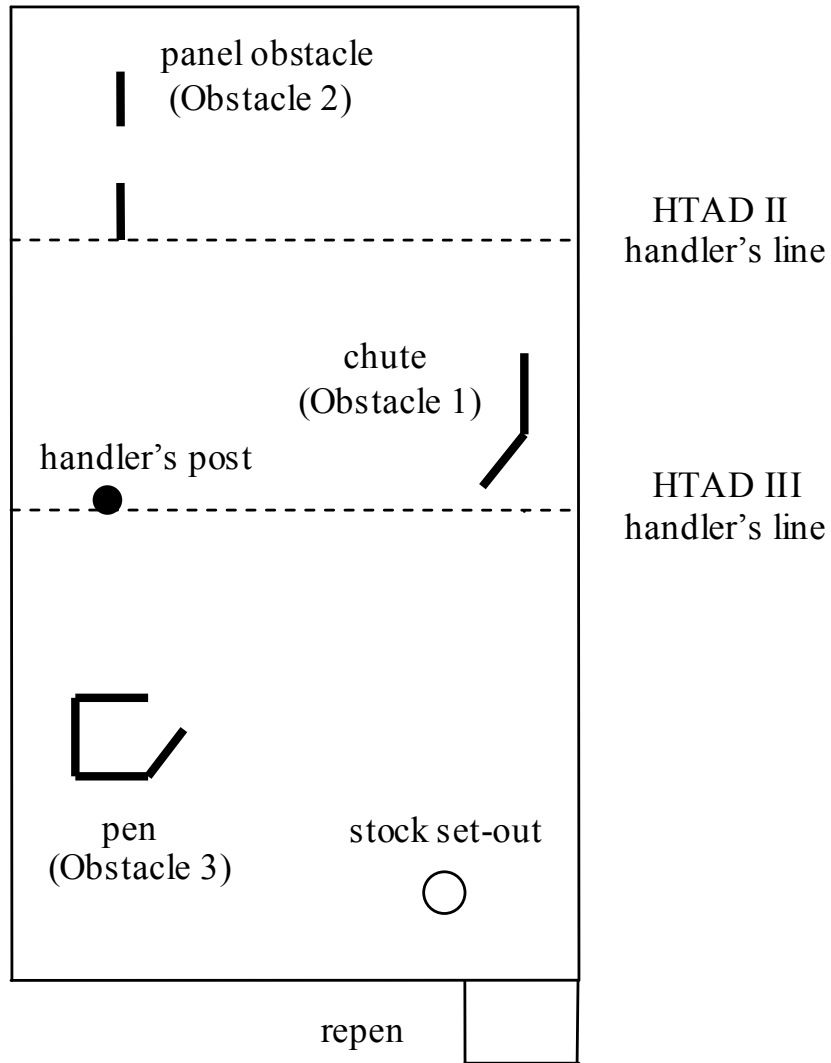 panel obstacle
(Obstacle 2)
HTAD II
handler's line
chute
(Obstacle 1)
handler's post
HTAD III
handler's line
pen
(Obstacle 3)
stock set-out
repen